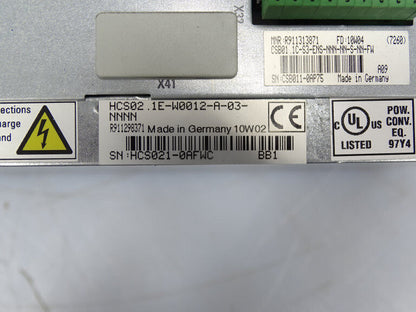 X41
MNR:R911313871 FD:10W04 (7260)
CSB01.1C-S3-ENS-NNN-NN-S-NN-FW
A09
SN:CSB011-0AP75 Made in Germany
ections
harge
und
HCS02.1E-W0012-A-03-
NNNN
R911298371 Made in Germany 10W02
SN:HCS021-0AFWC BB1
CE
C UL US
LISTED
POW.
CONV.
EQ.
97Y4